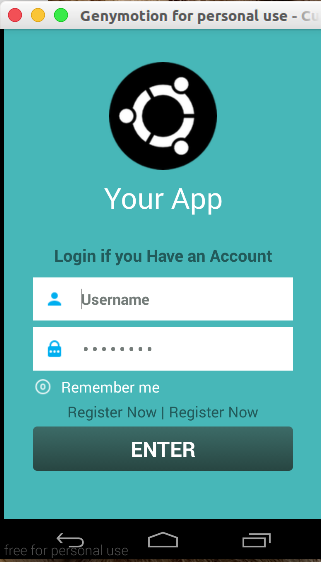 Genymotion for personal use - Cu
Your App
Login if you Have an Account
Username
••••••••
Remember me
Register Now | Register Now
ENTER
free for personal use